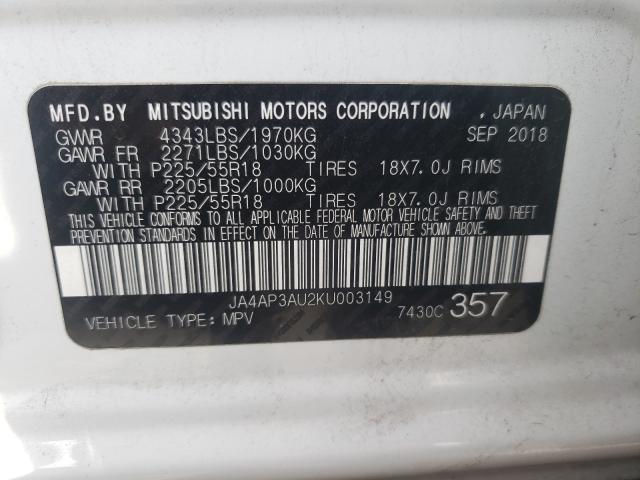 MFD.BY MITSUBISHI MOTORS CORPORATION , JAPAN
GVWR 4343LBS/1970KG SEP 2018
GAWR FR 2271LBS/1030KG
WITH P225/55R18 TIRES 18X7.0J RIMS
GAWR RR 2205LBS/1000KG
WITH P225/55R18 TIRES 18X7.0J RIMS
THIS VEHICLE CONFORMS TO ALL APPLICABLE FEDERAL MOTOR VEHICLE SAFETY AND THEFT
PREVENTION STANDARDS IN EFFECT ON THE DATE OF MANUFACTURE SHOWN ABOVE.
JA4AP3AU2KU003149
VEHICLE TYPE: MPV 7430C 357